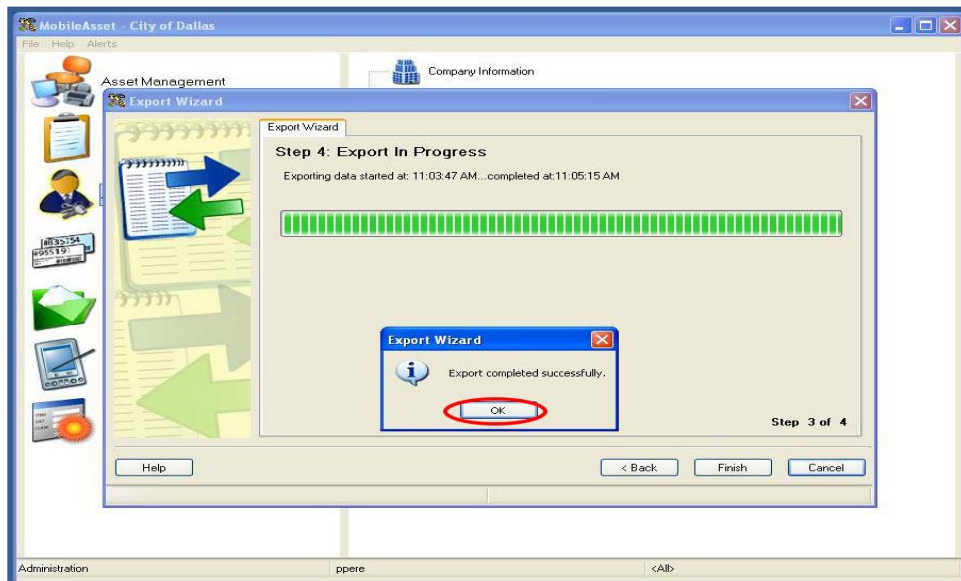 MobileAsset - City of Dallas
File Help Alerts
Asset Management
Company Information
Export Wizard
Export Wizard
Step 4: Export In Progress
Exporting data started at: 11:03:47 AM...completed at:11:05:15 AM
#635754
#95519
Export Wizard
Export completed successfully.
OK
Step 3 of 4
Help
< Back
Finish
Cancel
Administration
ppere
<All>